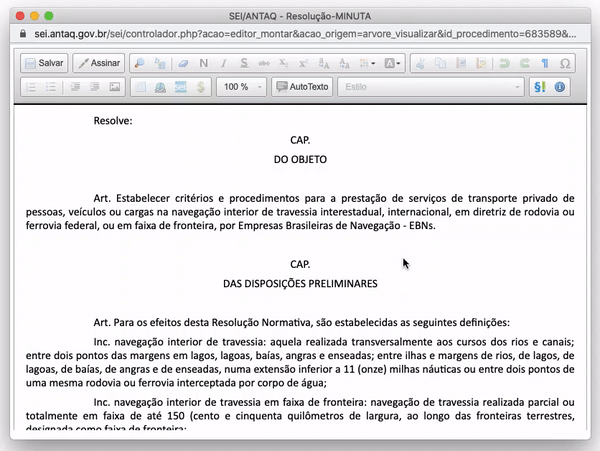 SEI/ANTAQ - Resolução-MINUTA
sei.antaq.gov.br/sei/controlador.php?acao=editor_montar&acao_origem=arvore_visualizar&id_procedimento=683589&...
Salvar Assinar N I S abc X₂ X² A A Ω
100 % AutoTexto Estilo §!
Resolve:
CAP.
DO OBJETO
Art. Estabelecer critérios e procedimentos para a prestação de serviços de transporte privado de
pessoas, veículos ou cargas na navegação interior de travessia interestadual, internacional, em diretriz de rodovia ou
ferrovia federal, ou em faixa de fronteira, por Empresas Brasileiras de Navegação - EBNs.
CAP.
DAS DISPOSIÇÕES PRELIMINARES
Art. Para os efeitos desta Resolução Normativa, são estabelecidas as seguintes definições:
Inc. navegação interior de travessia: aquela realizada transversalmente aos cursos dos rios e canais;
entre dois pontos das margens em lagos, lagoas, baías, angras e enseadas; entre ilhas e margens de rios, de lagos, de
lagoas, de baías, de angras e de enseadas, numa extensão inferior a 11 (onze) milhas náuticas ou entre dois pontos de
uma mesma rodovia ou ferrovia interceptada por corpo de água;
Inc. navegação interior de travessia em faixa de fronteira: navegação de travessia realizada parcial ou
totalmente em faixa de até 150 (cento e cinquenta quilômetros de largura, ao longo das fronteiras terrestres,
designada como faixa de fronteira;